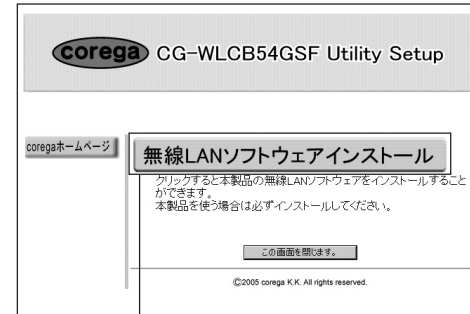 corega CG-WLCB54GSF Utility Setup
coregaホームページ
無線LANソフトウェアインストール
クリックすると本製品の無線LANソフトウェアをインストールすること
ができます。
本製品を使う場合は必ずインストールしてください。
この画面を閉じます。
©2005 corega K.K. All rights reserved.